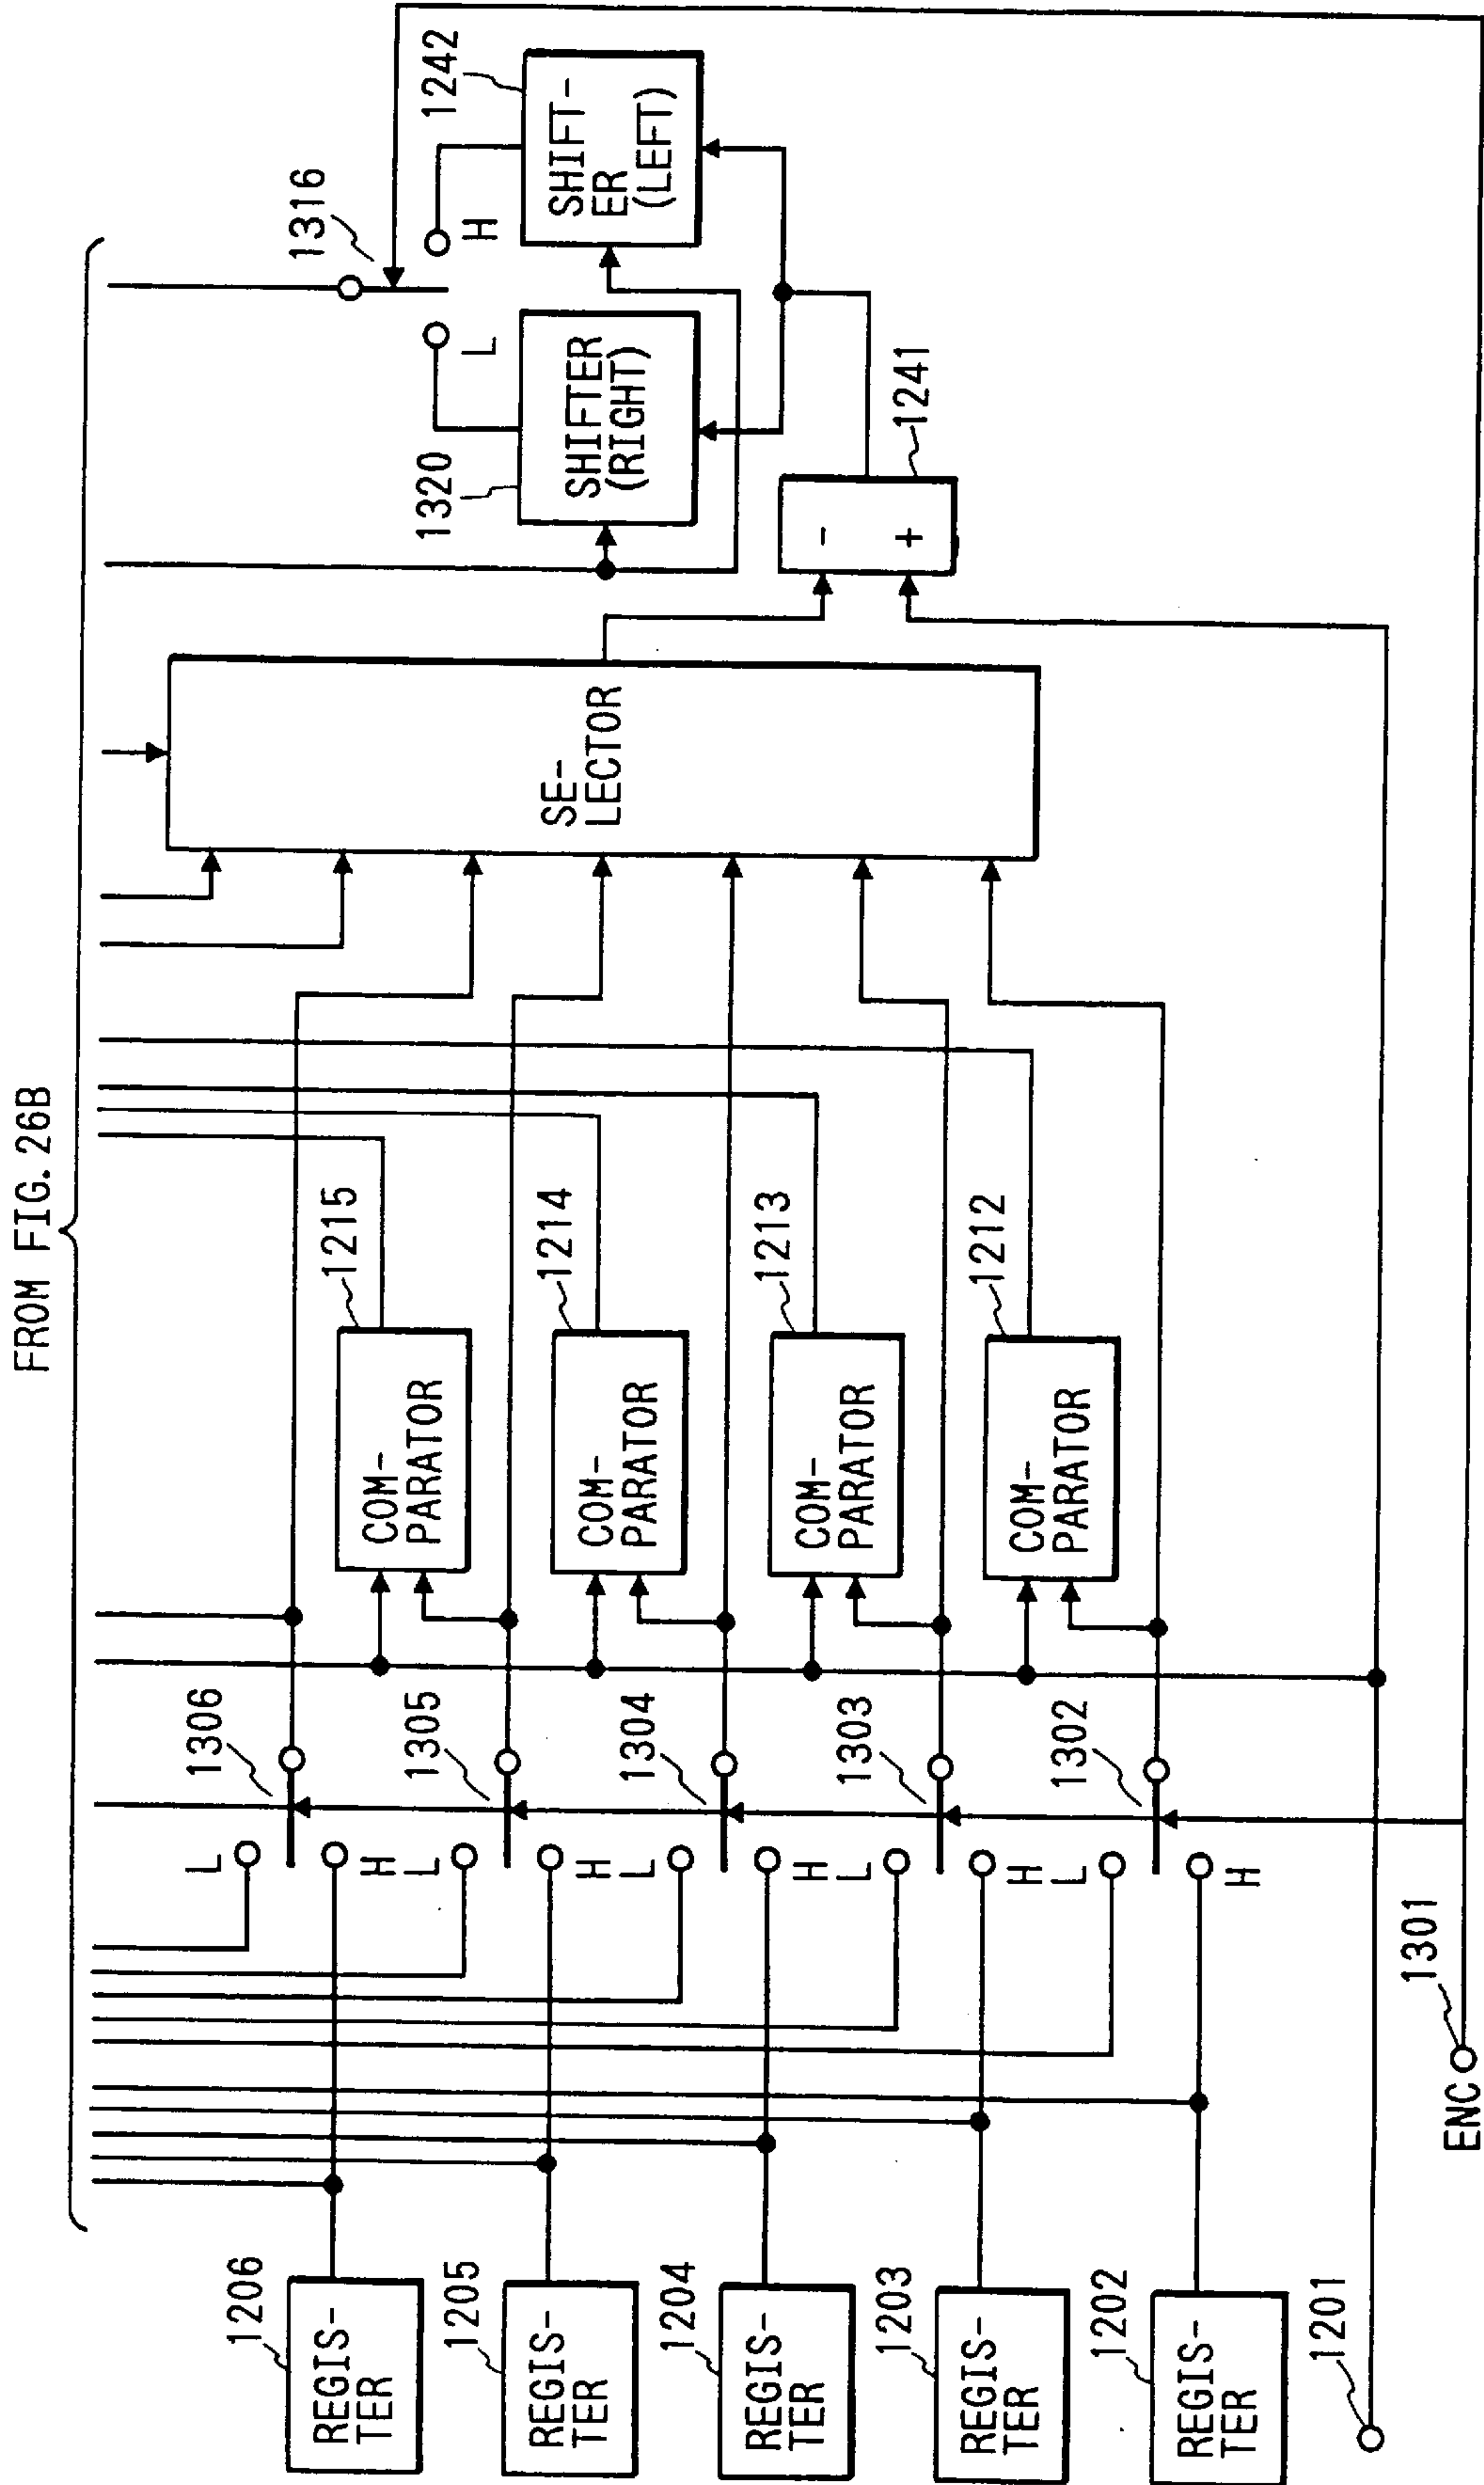 FROM FIG. 26B
1206
REGIS-
TER
1205
REGIS-
TER
1204
REGIS-
TER
1203
REGIS-
TER
1202
REGIS-
TER
1201
ENC
1301
L
1306
H
L
1305
H
L
1304
H
L
1303
H
L
1302
H
1215
COM-
PARATOR
1214
COM-
PARATOR
1213
COM-
PARATOR
1212
COM-
PARATOR
SE-
LECTOR
1316
L
H
1320
SHIFTER
(RIGHT)
1242
SHIFT-
ER
(LEFT)
-
+
1241